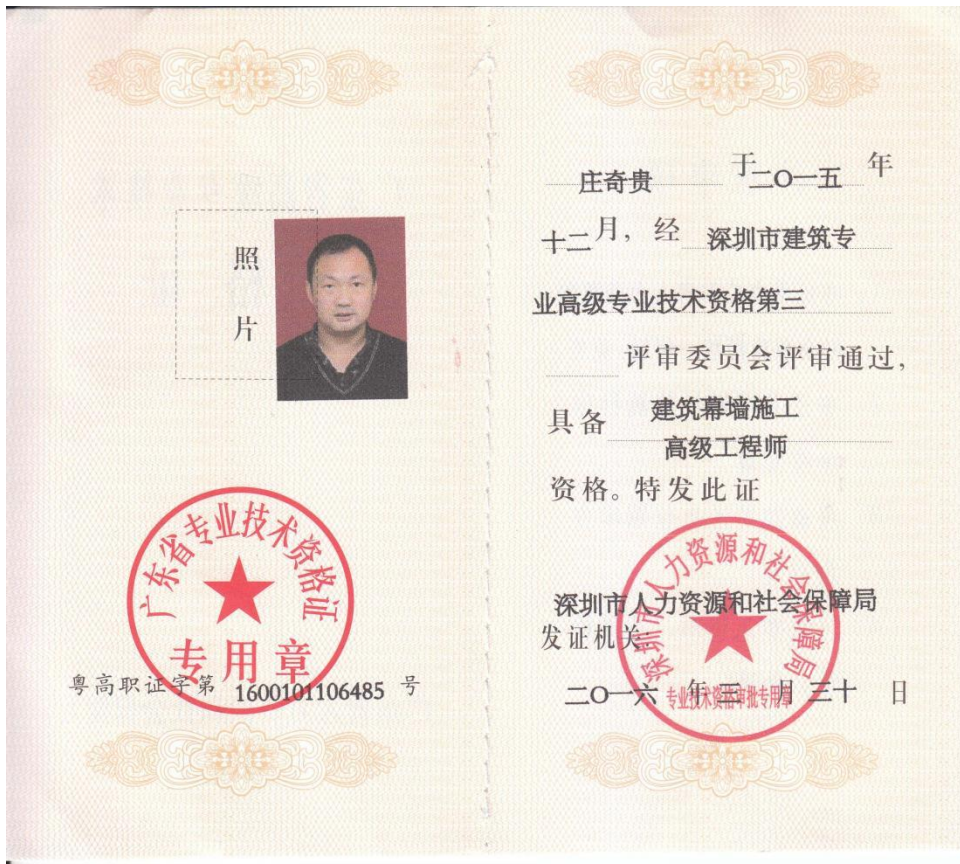 照
片
广东省专业技术资格证
专用章
粤高职证字第 1600101106485 号
庄奇贵 于二〇一五 年
十二月，经 深圳市建筑专
业高级专业技术资格第三
评审委员会评审通过，
具备 建筑幕墙施工
高级工程师
资格。特发此证
深圳市人力资源和社会保障局
深圳市人力资源和社会保障局
发证机关：
二〇一六 年 三 月 三十 日
专业技术资格审批专用章